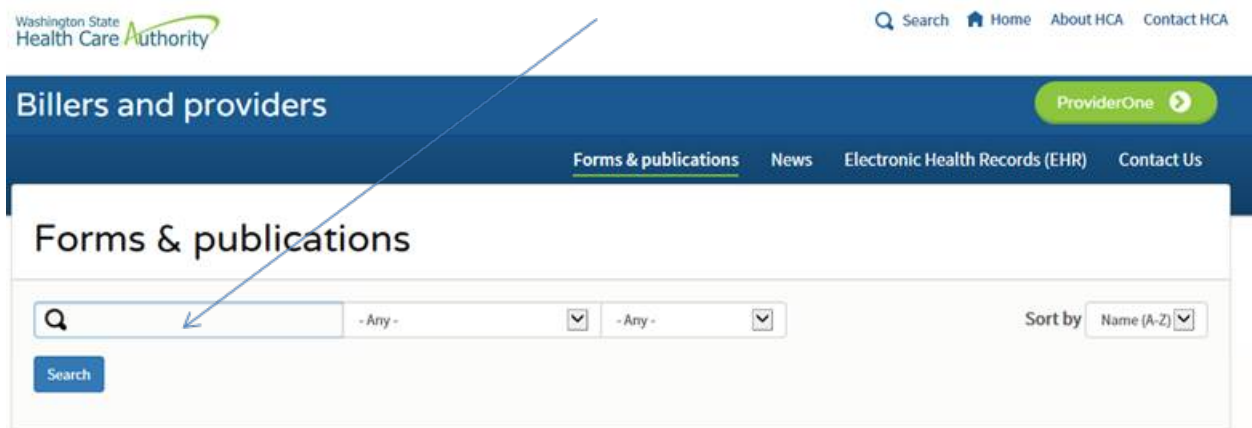 Washington State
Health Care Authority
Search Home About HCA Contact HCA
Billers and providers
ProviderOne
Forms & publications News Electronic Health Records (EHR) Contact Us
Forms & publications
- Any - - Any - Sort by Name (A-Z)
Search